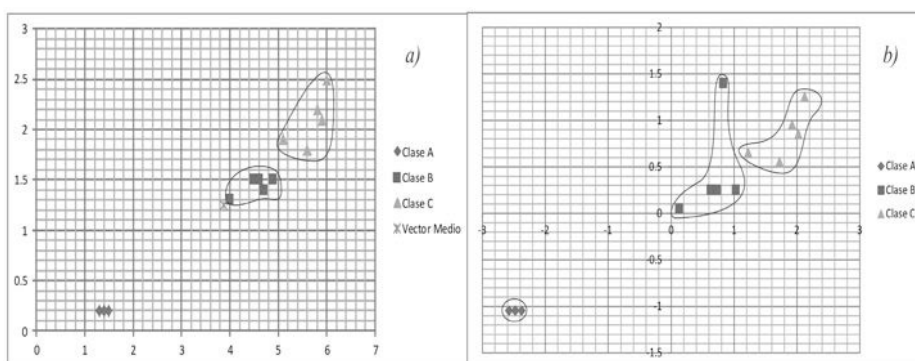 a)
3
2.5
2
1.5
1
0.5
0
0 1 2 3 4 5 6 7
Clase A
Clase B
Clase C
Vector Medio
b)
2
1.5
1
0.5
0
-3 -2 -1 0 1 2 3
-0.5
-1
-1.5
Clase A
Clase B
Clase C